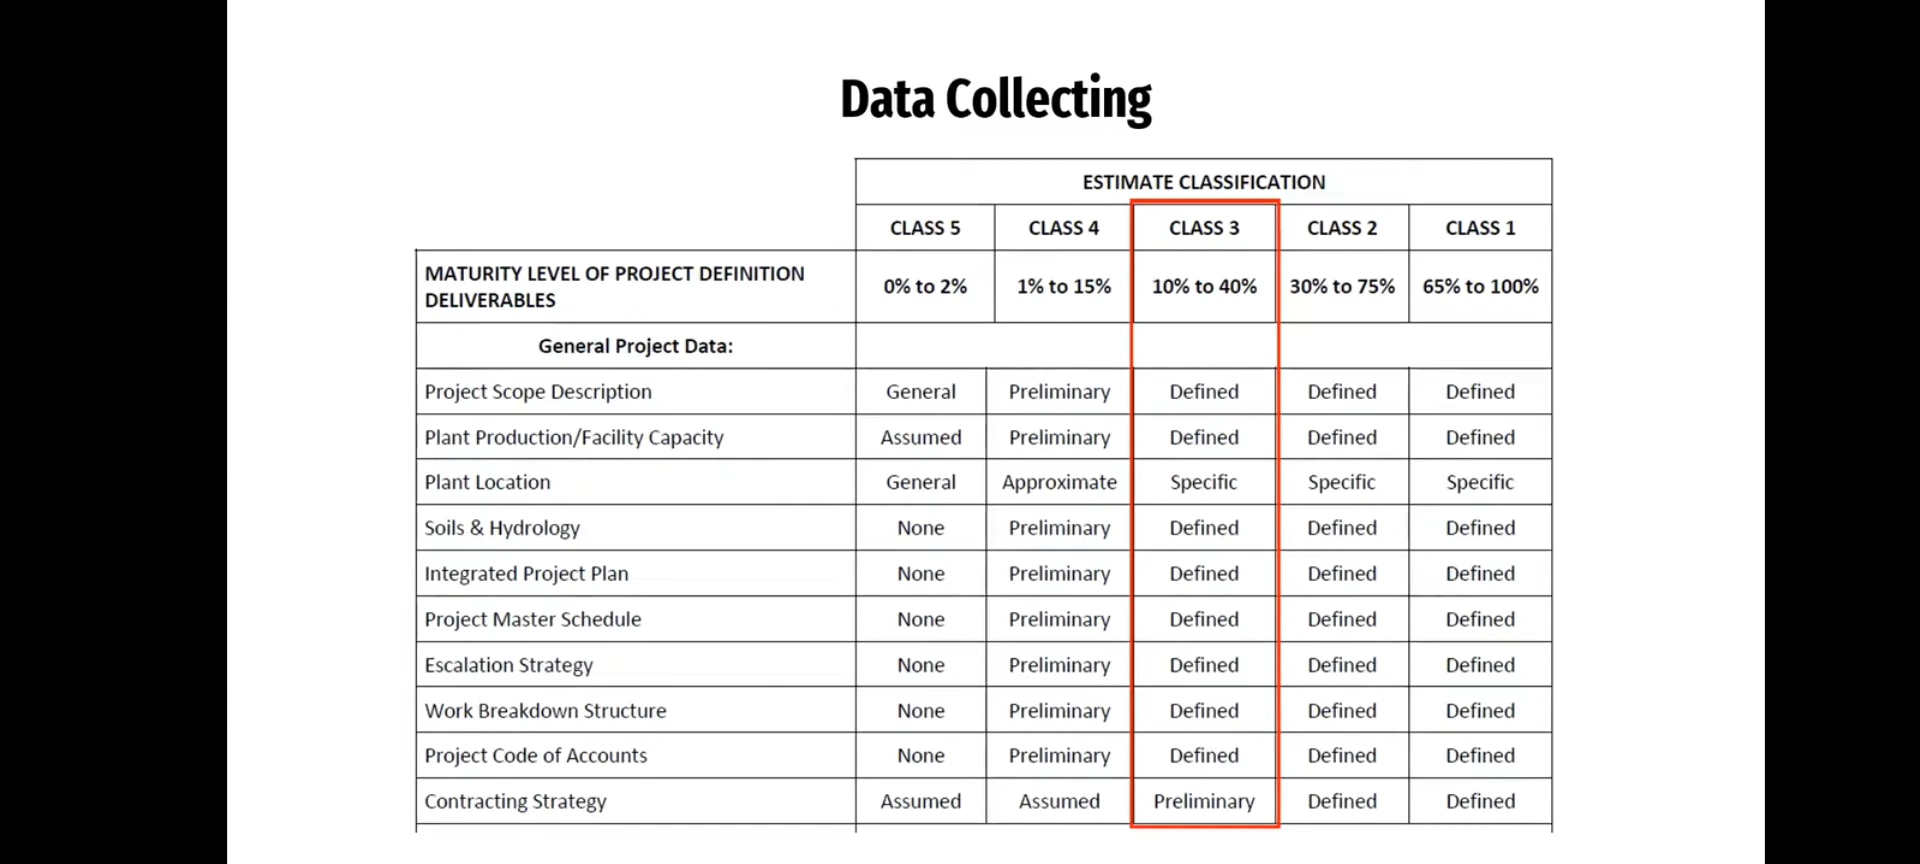 Data Collecting
ESTIMATE CLASSIFICATION
CLASS 5 CLASS 4 CLASS 3 CLASS 2 CLASS 1
MATURITY LEVEL OF PROJECT DEFINITION
DELIVERABLES
0% to 2% 1% to 15% 10% to 40% 30% to 75% 65% to 100%
General Project Data:
Project Scope Description General Preliminary Defined Defined Defined
Plant Production/Facility Capacity Assumed Preliminary Defined Defined Defined
Plant Location General Approximate Specific Specific Specific
Soils & Hydrology None Preliminary Defined Defined Defined
Integrated Project Plan None Preliminary Defined Defined Defined
Project Master Schedule None Preliminary Defined Defined Defined
Escalation Strategy None Preliminary Defined Defined Defined
Work Breakdown Structure None Preliminary Defined Defined Defined
Project Code of Accounts None Preliminary Defined Defined Defined
Contracting Strategy Assumed Assumed Preliminary Defined Defined